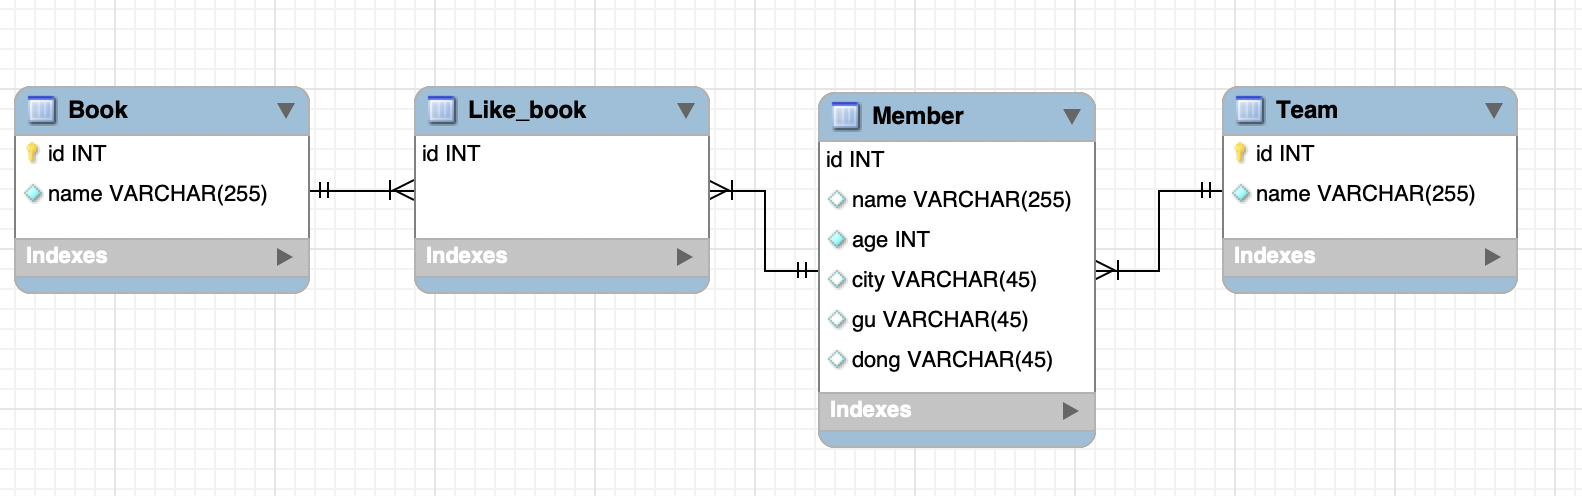 Book
id INT
name VARCHAR(255)
Indexes
Like_book
id INT
Indexes
Member
id INT
name VARCHAR(255)
age INT
city VARCHAR(45)
gu VARCHAR(45)
dong VARCHAR(45)
Indexes
Team
id INT
name VARCHAR(255)
Indexes